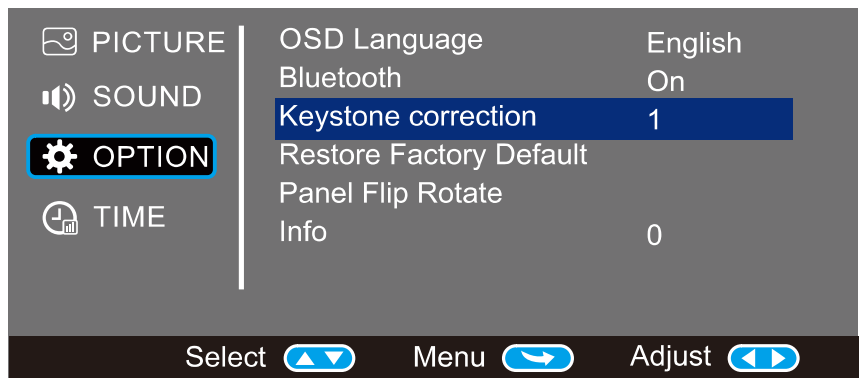 PICTURE
SOUND
OPTION
TIME
OSD Language English
Bluetooth On
Keystone correction 1
Restore Factory Default
Panel Flip Rotate
Info 0
Select Menu Adjust